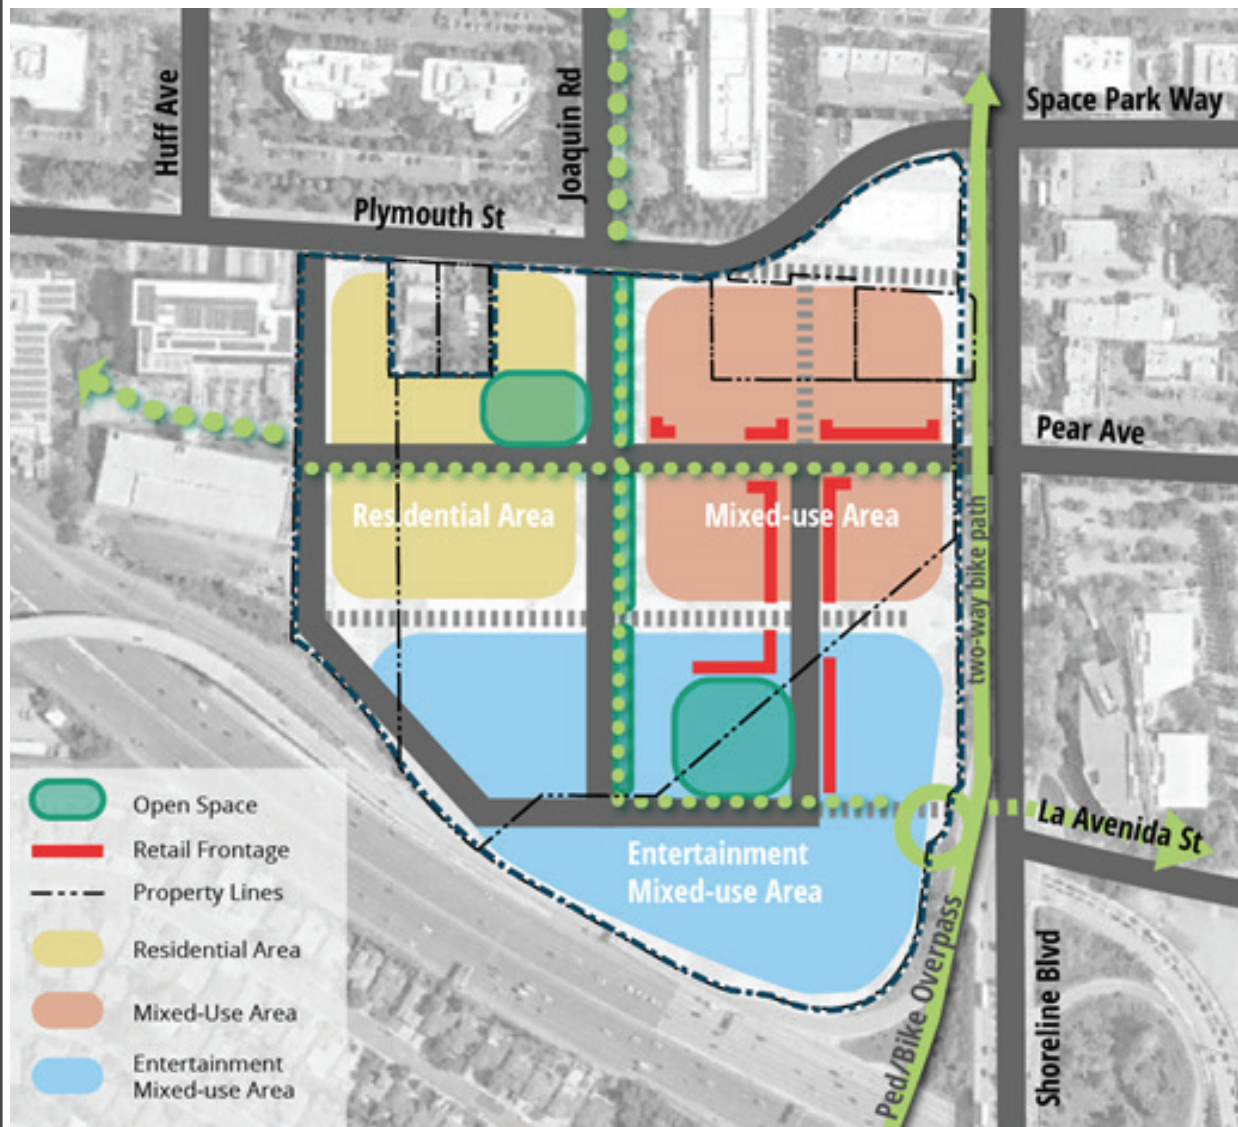 Huff Ave
Joaquin Rd
Space Park Way
Plymouth St
Pear Ave
Residential Area
Mixed-use Area
two-way bike path
La Avenida St
Entertainment
Mixed-use Area
Ped/Bike Overpass
Shoreline Blvd
Open Space
Retail Frontage
Property Lines
Residential Area
Mixed-Use Area
Entertainment
Mixed-use Area